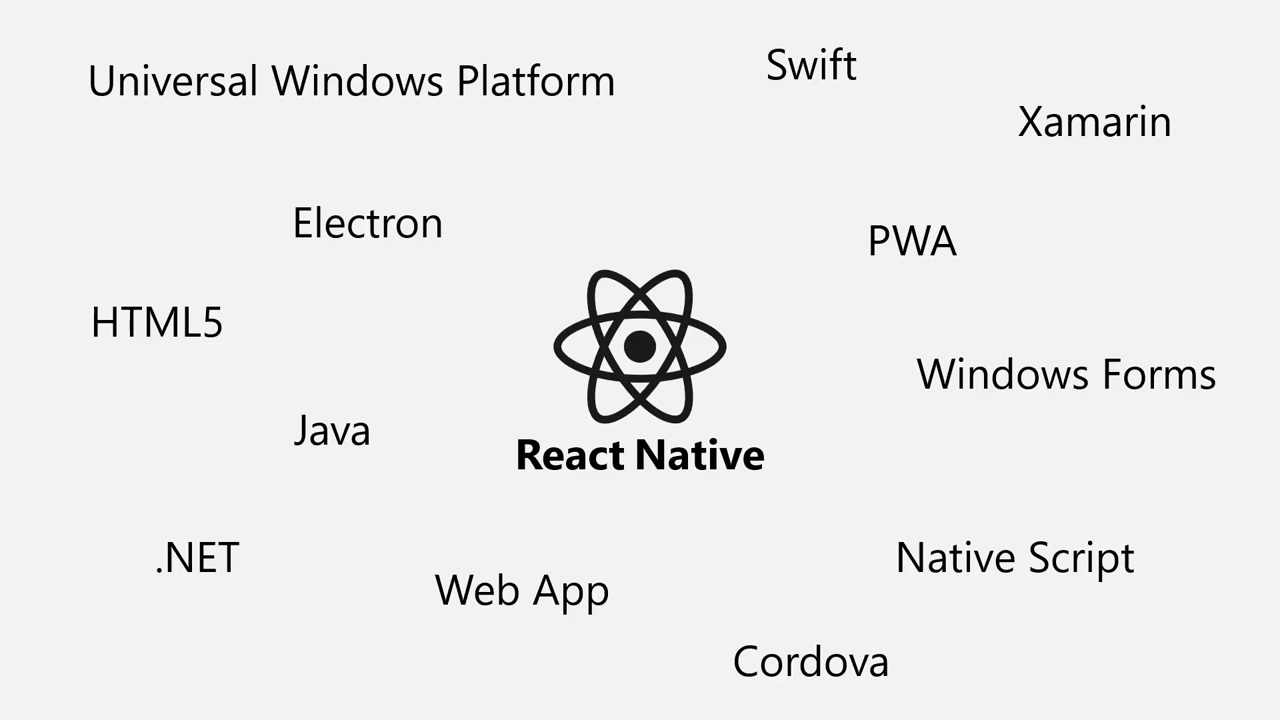 Universal Windows Platform
Swift
Xamarin
Electron
PWA
HTML5
Windows Forms
Java
React Native
.NET
Native Script
Web App
Cordova